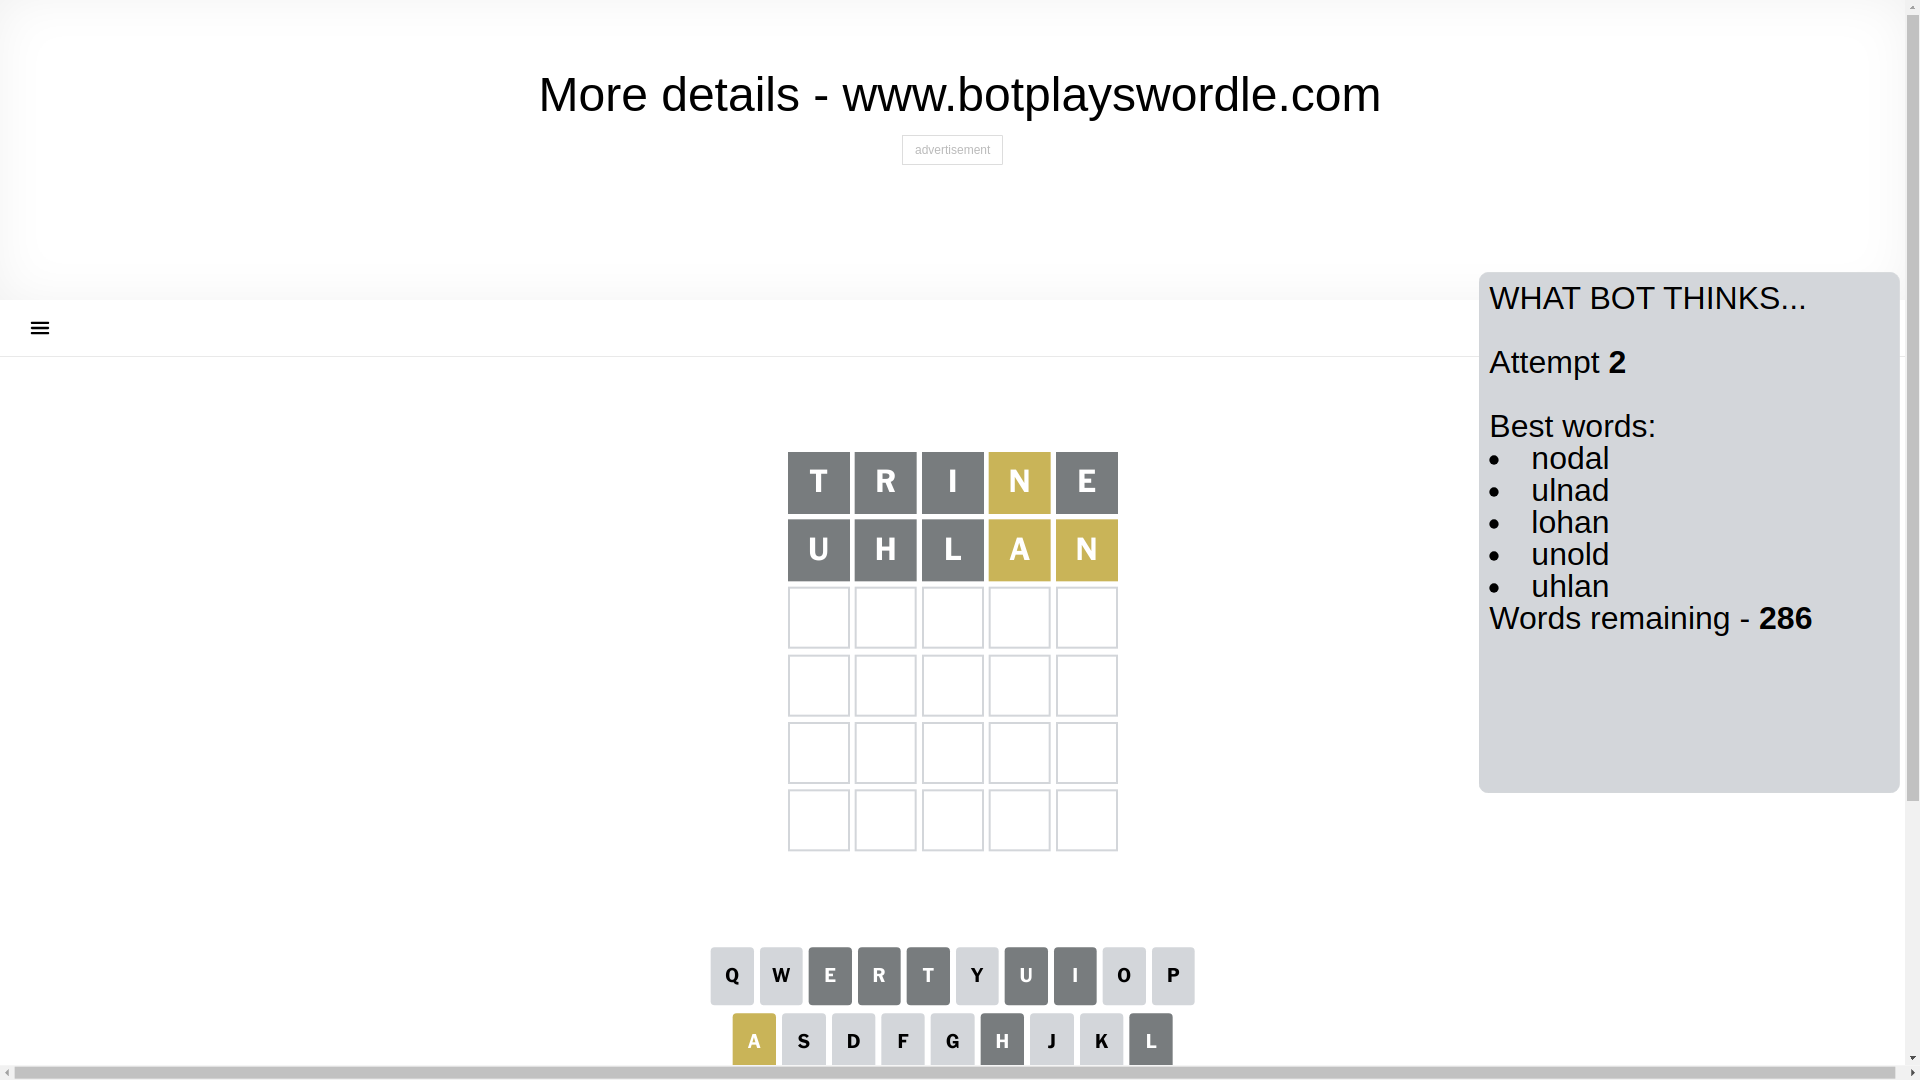 More details - www.botplayswordle.com
advertisement
WHAT BOT THINKS...
Attempt 2
Best words:
nodal
ulnad
lohan
unold
uhlan
Words remaining - 286
T R I N E
U H L A N
Q W E R T Y U I O P
A S D F G H J K L